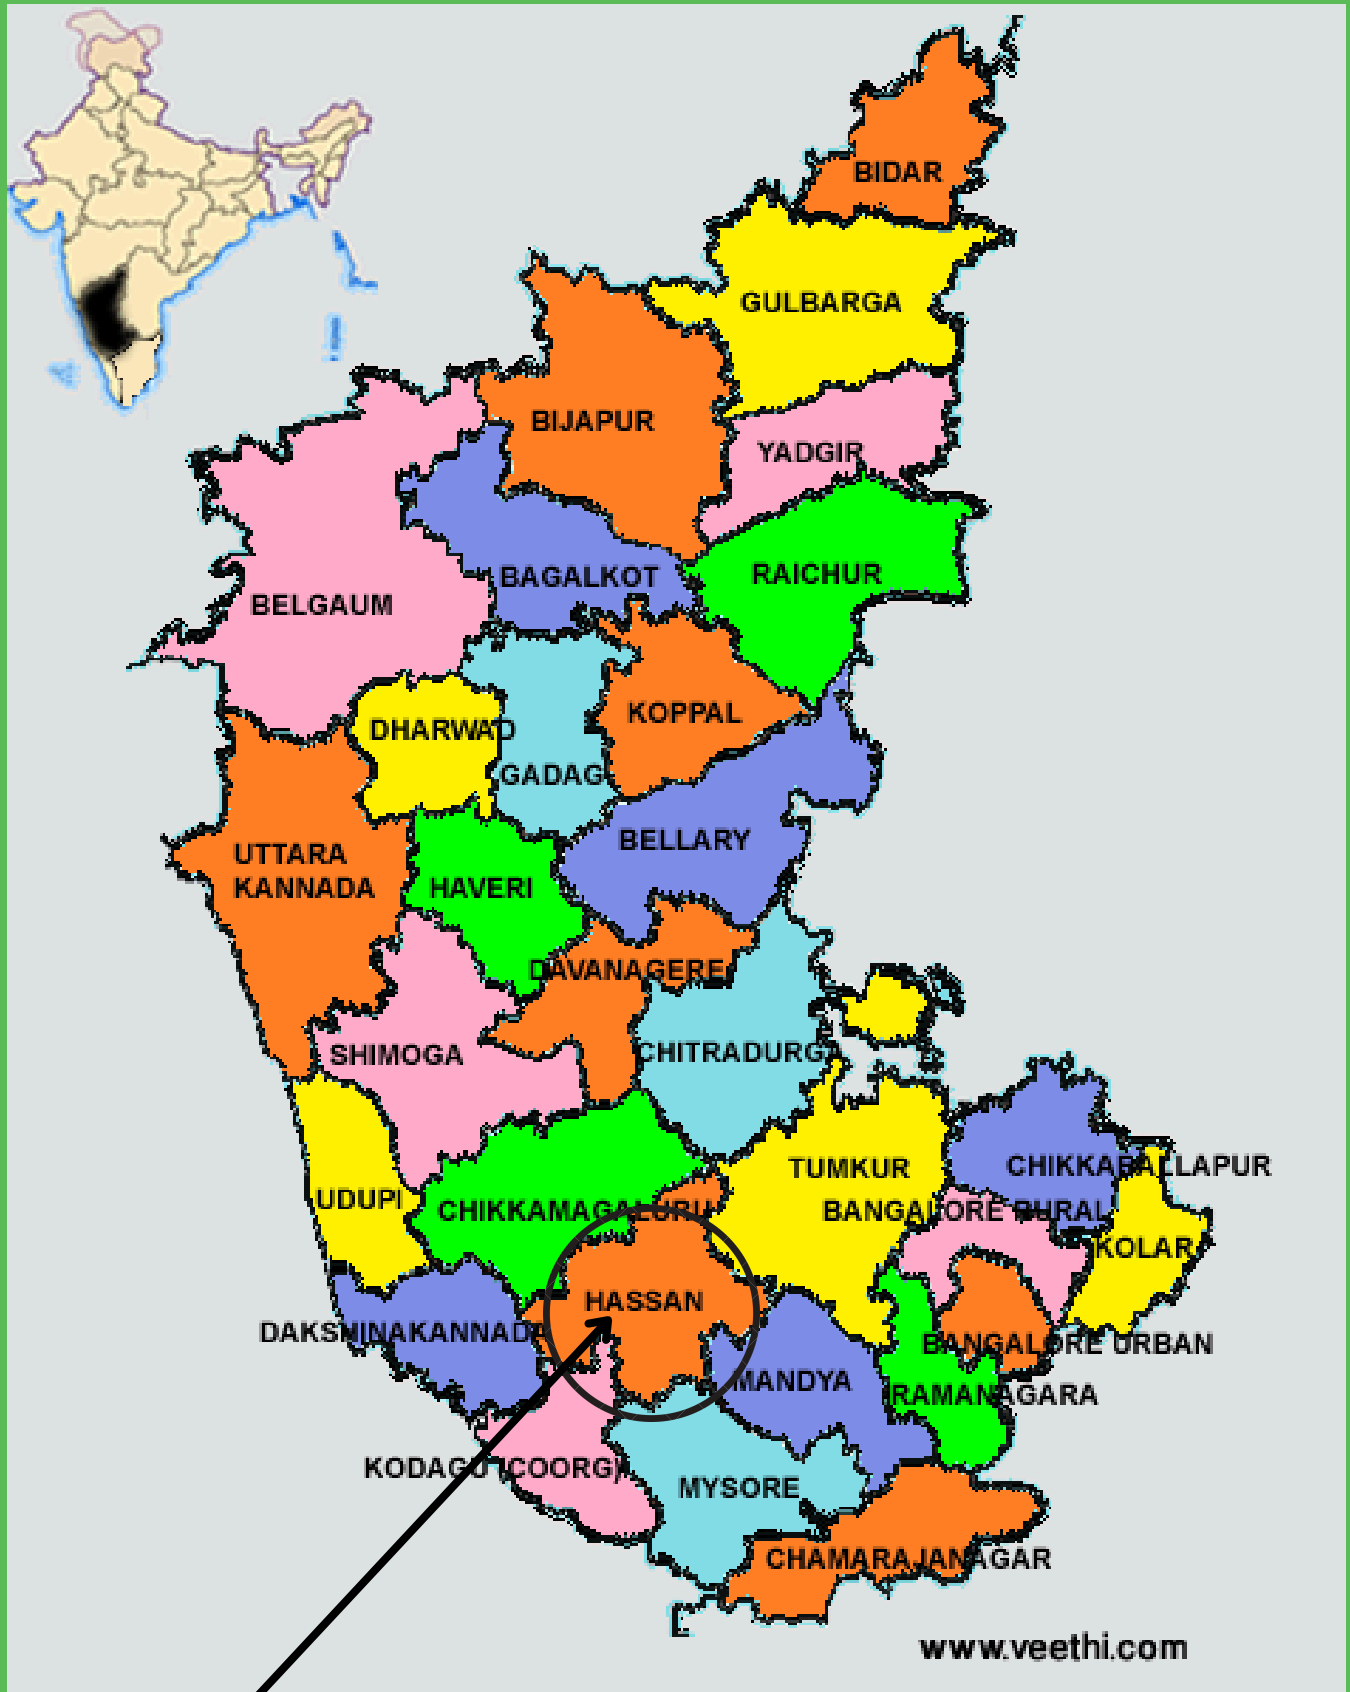 BIDAR
GULBARGA
BIJAPUR
YADGIR
RAICHUR
BAGALKOT
BELGAUM
KOPPAL
DHARWAD
GADAG
BELLARY
UTTARA
KANNADA
HAVERI
DAVANAGERE
SHIMOGA
CHITRADURGA
TUMKUR
CHIKKABALLAPUR
UDUPI
CHIKKAMAGALURU
BANGALORE RURAL
KOLAR
HASSAN
DAKSHINAKANNADA
BANGALORE URBAN
MANDYA
RAMANAGARA
KODAGU (COORG)
MYSORE
CHAMARAJANAGAR
www.veethi.com